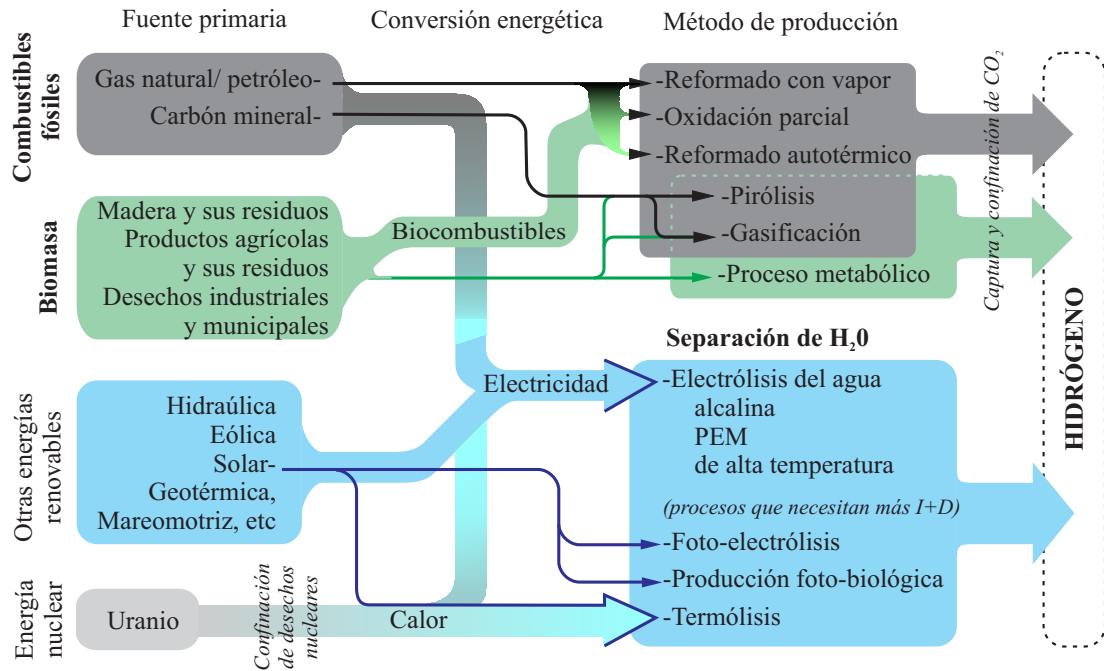 Fuente primaria
Conversión energética
Método de producción
Combustibles
fósiles
Gas natural/ petróleo-
Carbón mineral-
-Reformado con vapor
-Oxidación parcial
-Reformado autotérmico
-Pirólisis
-Gasificación
-Proceso metabólico
Captura y confinación de CO₂
Biomasa
Madera y sus residuos
Productos agrícolas
y sus residuos
Desechos industriales
y municipales
Biocombustibles
HIDRÓGENO
Separación de H₂0
Otras energías
renovables
Hidraúlica
Eólica
Solar-
Geotérmica,
Mareomotriz, etc
Electricidad
-Electrólisis del agua
alcalina
PEM
de alta temperatura
(procesos que necesitan más I+D)
-Foto-electrólisis
-Producción foto-biológica
-Termólisis
Energía
nuclear
Uranio
Confinación
de desechos
nucleares
Calor